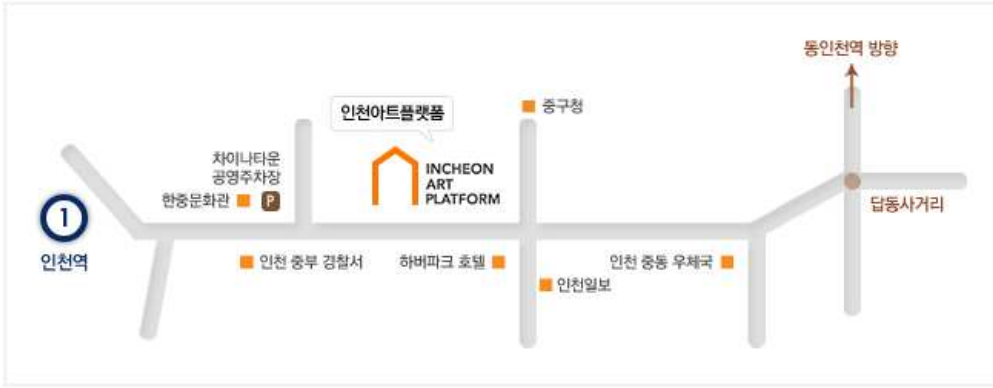 동인천역 방향
중구청
인천아트플랫폼
차이나타운
공영주차장
한중문화관
P
INCHEON
ART
PLATFORM
답동사거리
1
인천역
인천 중부 경찰서
하버파크 호텔
인천 중동 우체국
인천일보